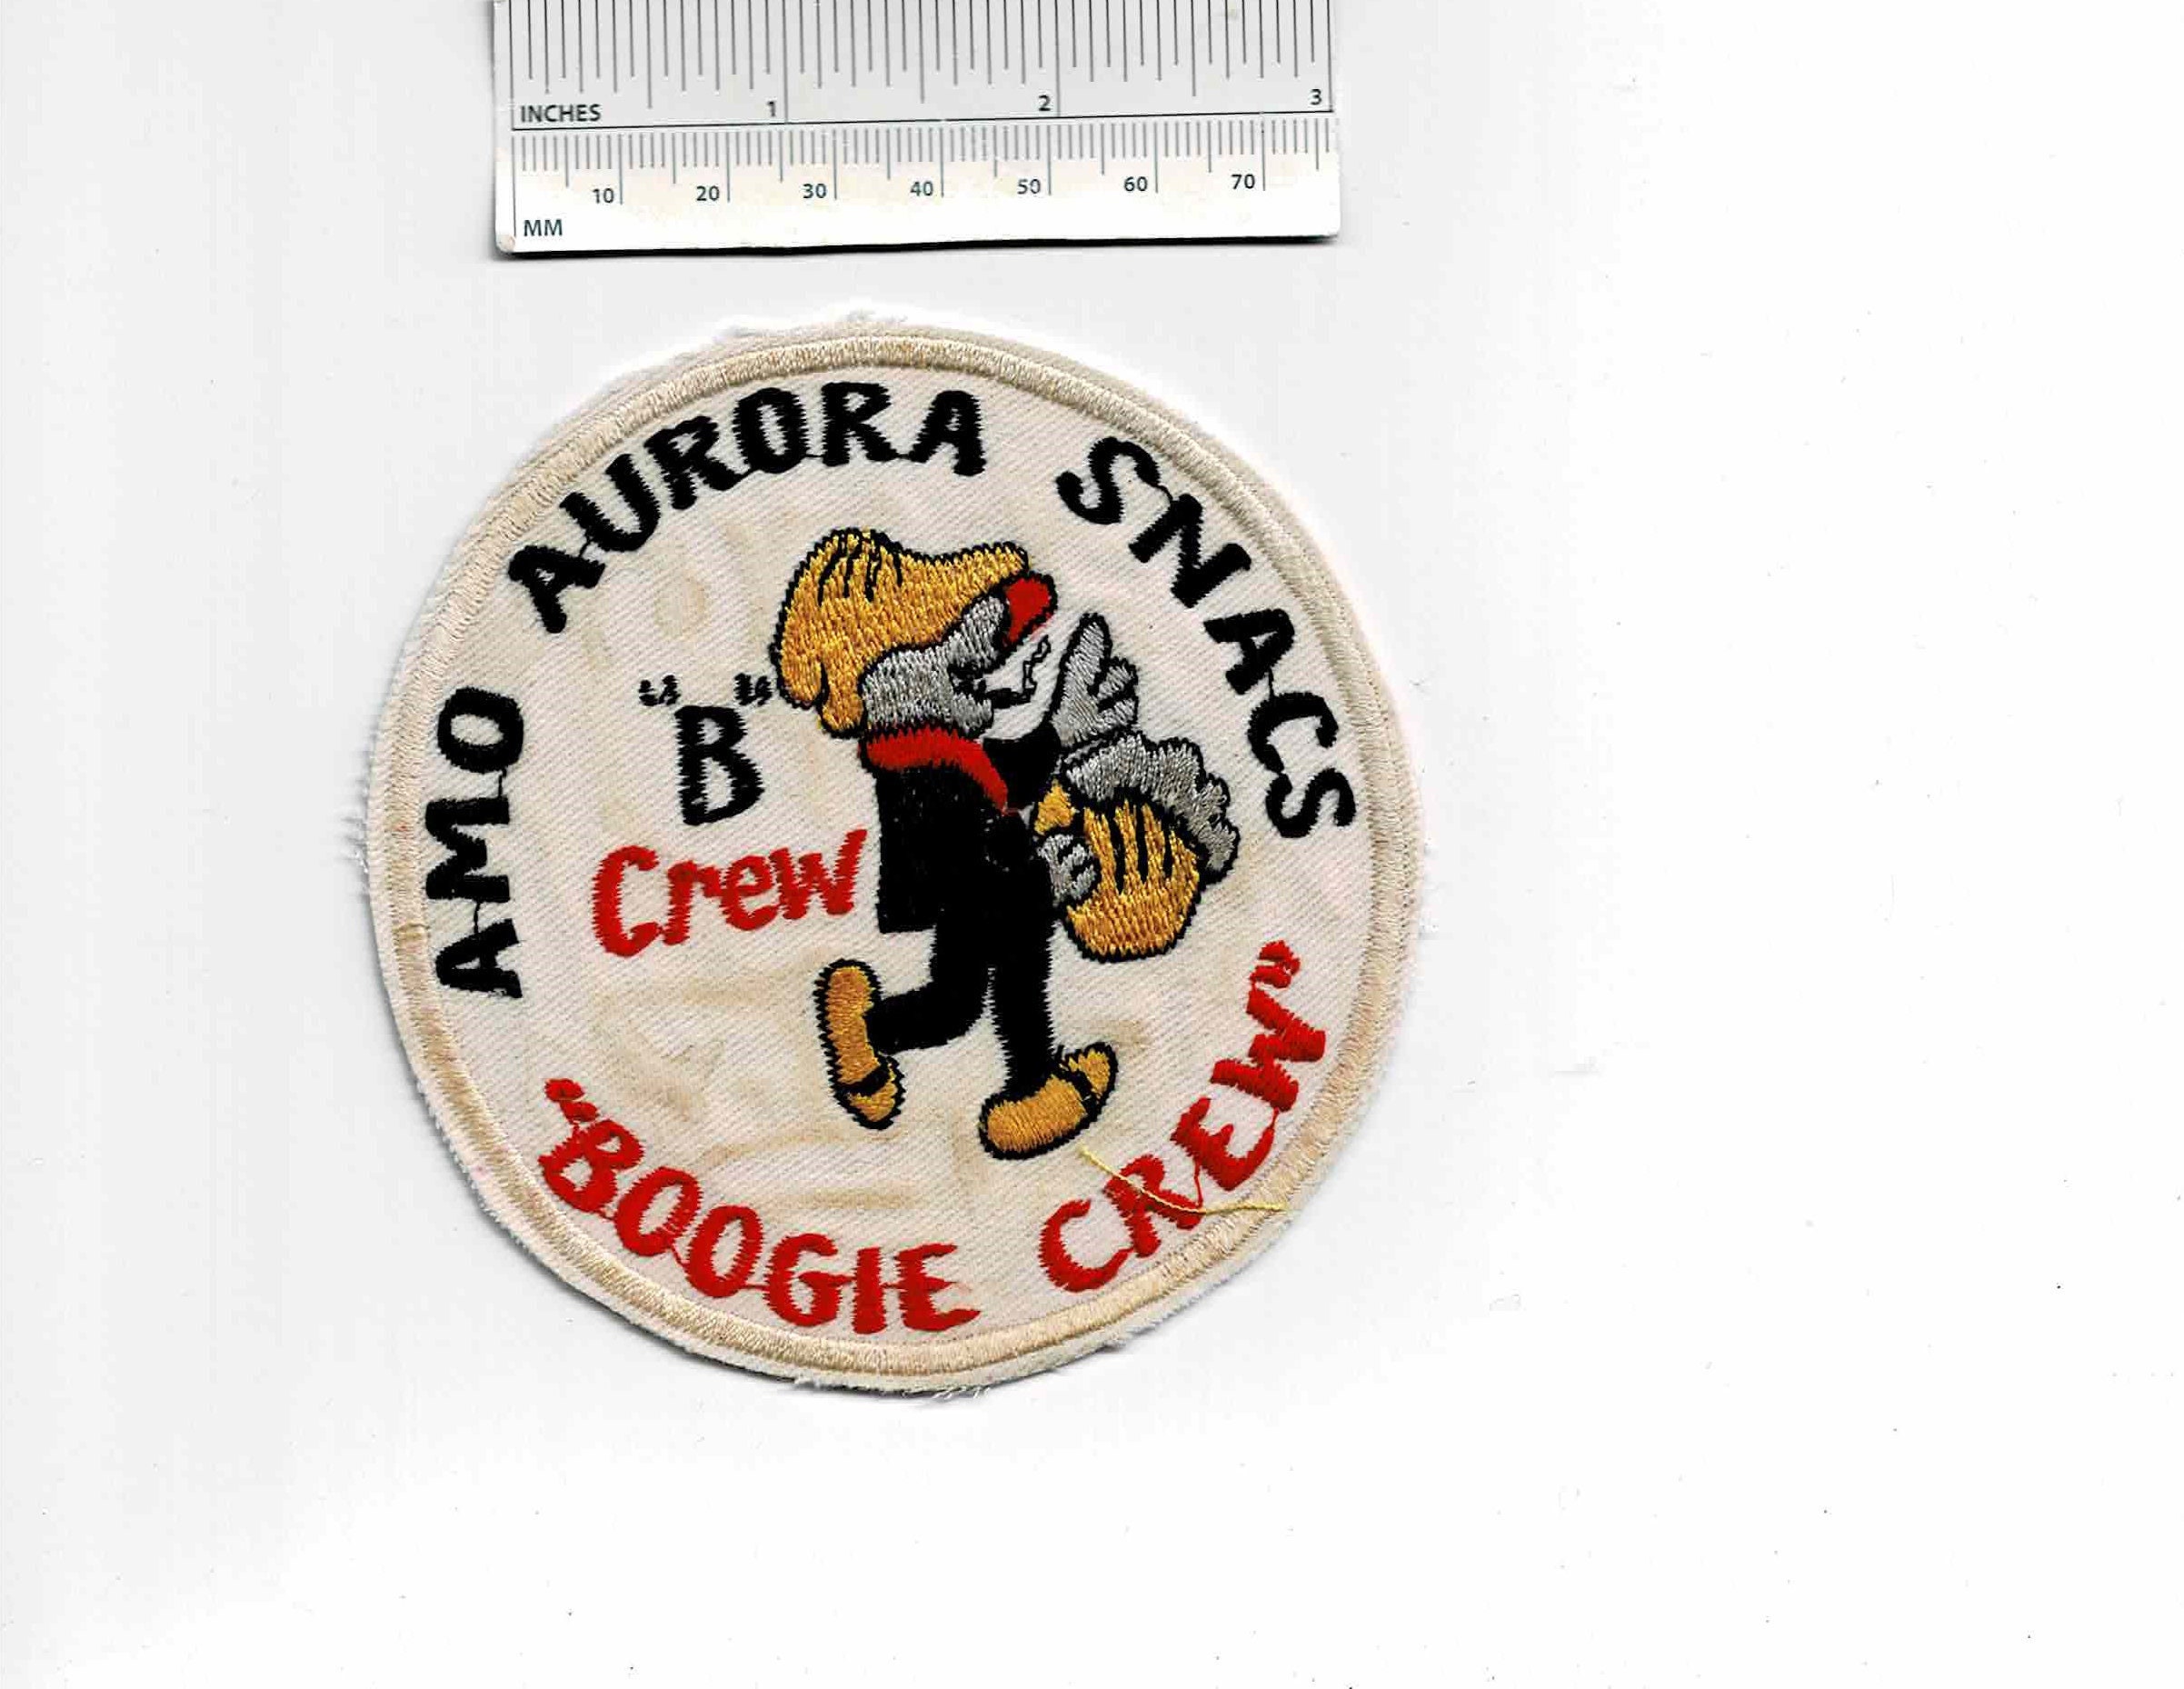 INCHES 1 2 3
10 20 30 40 50 60 70
MM
AMO AURORA SNACS
"B"
Crew
"BOOGIE CREW"